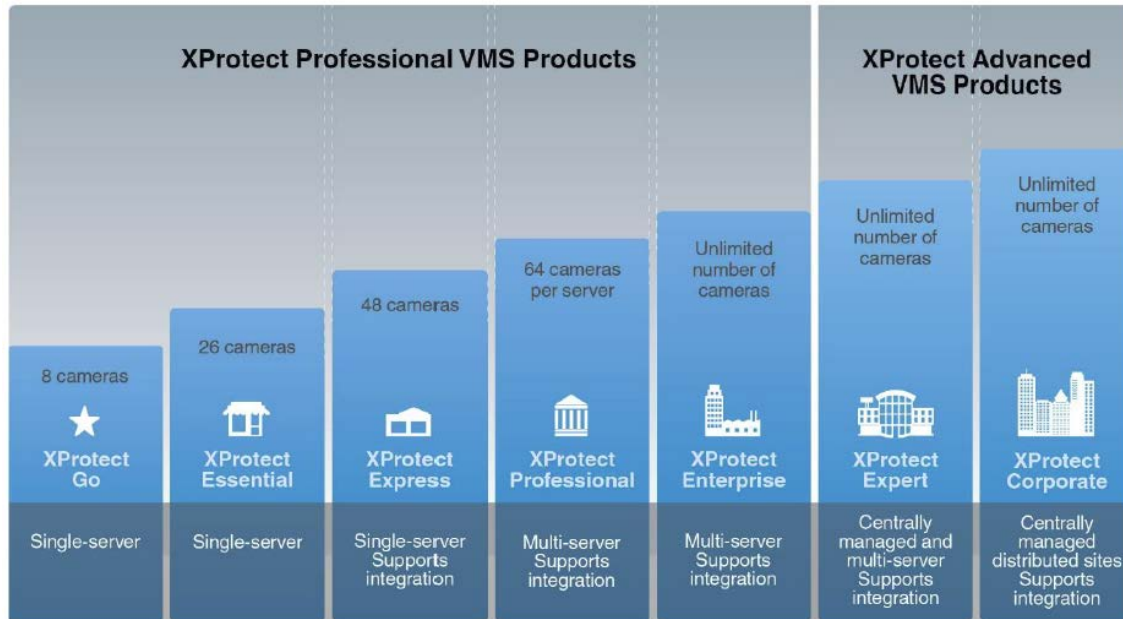 XProtect Professional VMS Products
XProtect Advanced
VMS Products
8 cameras
XProtect
Go
Single-server
26 cameras
XProtect
Essential
Single-server
48 cameras
XProtect
Express
Single-server
Supports
integration
64 cameras
per server
XProtect
Professional
Multi-server
Supports
integration
Unlimited
number of
cameras
XProtect
Enterprise
Multi-server
Supports
integration
Unlimited
number of
cameras
XProtect
Expert
Centrally
managed and
multi-server
Supports
integration
Unlimited
number of
cameras
XProtect
Corporate
Centrally
managed
distributed sites
Supports
integration